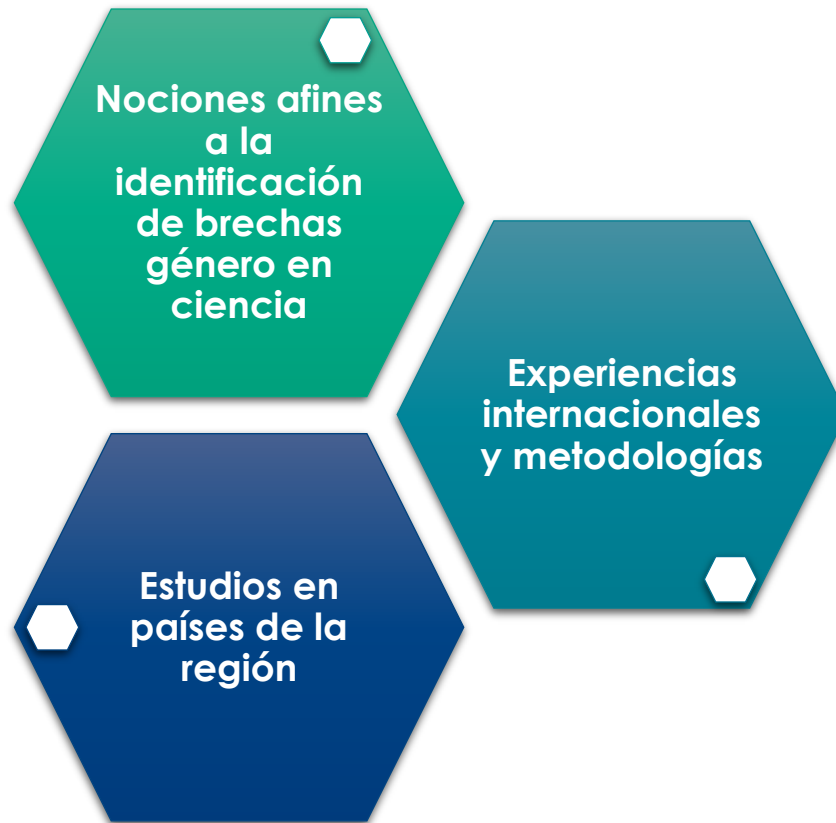 Nociones afines
a la
identificación
de brechas
género en
ciencia
Experiencias
internacionales
y metodologías
Estudios en
países de la
región